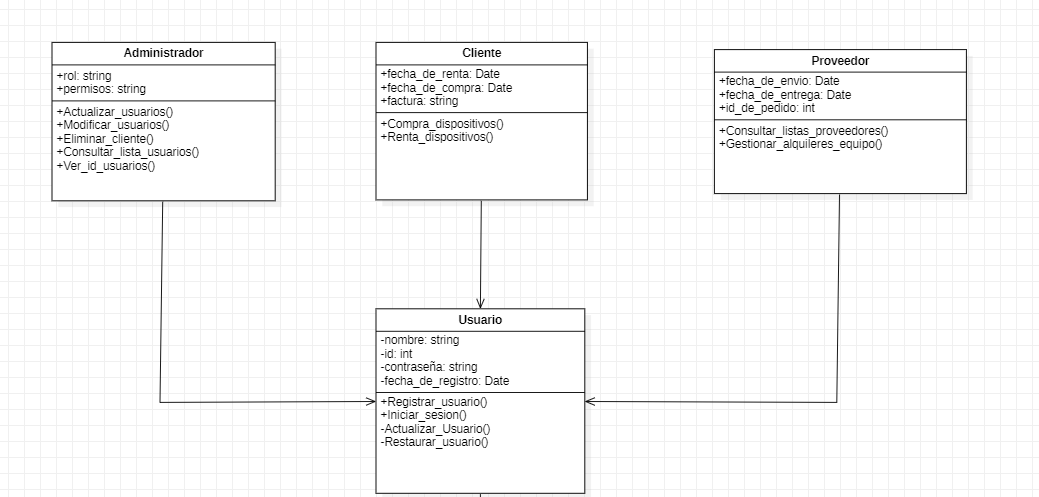 Administrador
+rol: string
+permisos: string
+Actualizar_usuarios()
+Modificar_usuarios()
+Eliminar_cliente()
+Consultar_lista_usuarios()
+Ver_id_usuarios()
Cliente
+fecha_de_renta: Date
+fecha_de_compra: Date
+factura: string
+Compra_dispositivos()
+Renta_dispositivos()
Proveedor
+fecha_de_envio: Date
+fecha_de_entrega: Date
+id_de_pedido: int
+Consultar_listas_proveedores()
+Gestionar_alquileres_equipo()
Usuario
-nombre: string
-id: int
-contraseña: string
-fecha_de_registro: Date
+Registrar_usuario()
+Iniciar_sesion()
-Actualizar_Usuario()
-Restaurar_usuario()